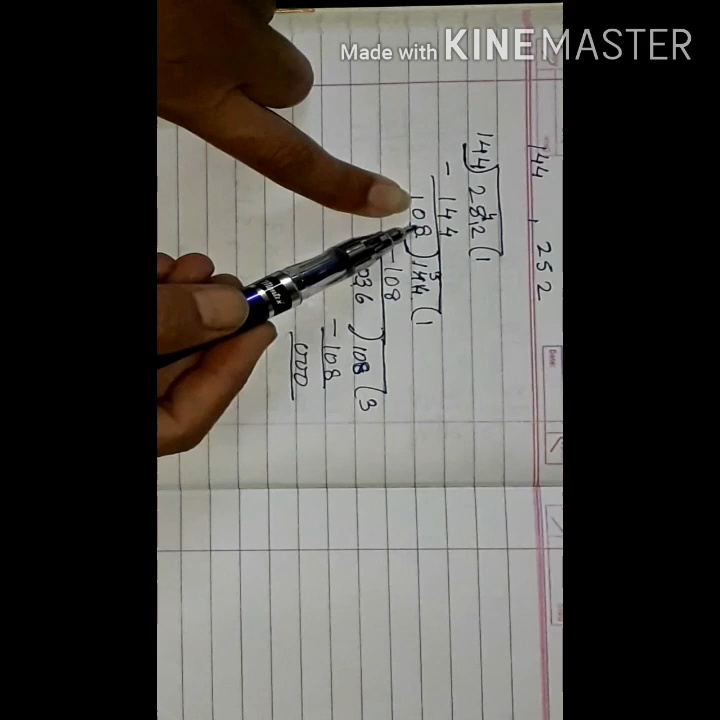 Made with KINEMASTER
144 , 252
144) 252 (1
- 144
108) 144 (1
-108
036) 108 (3
-108
000